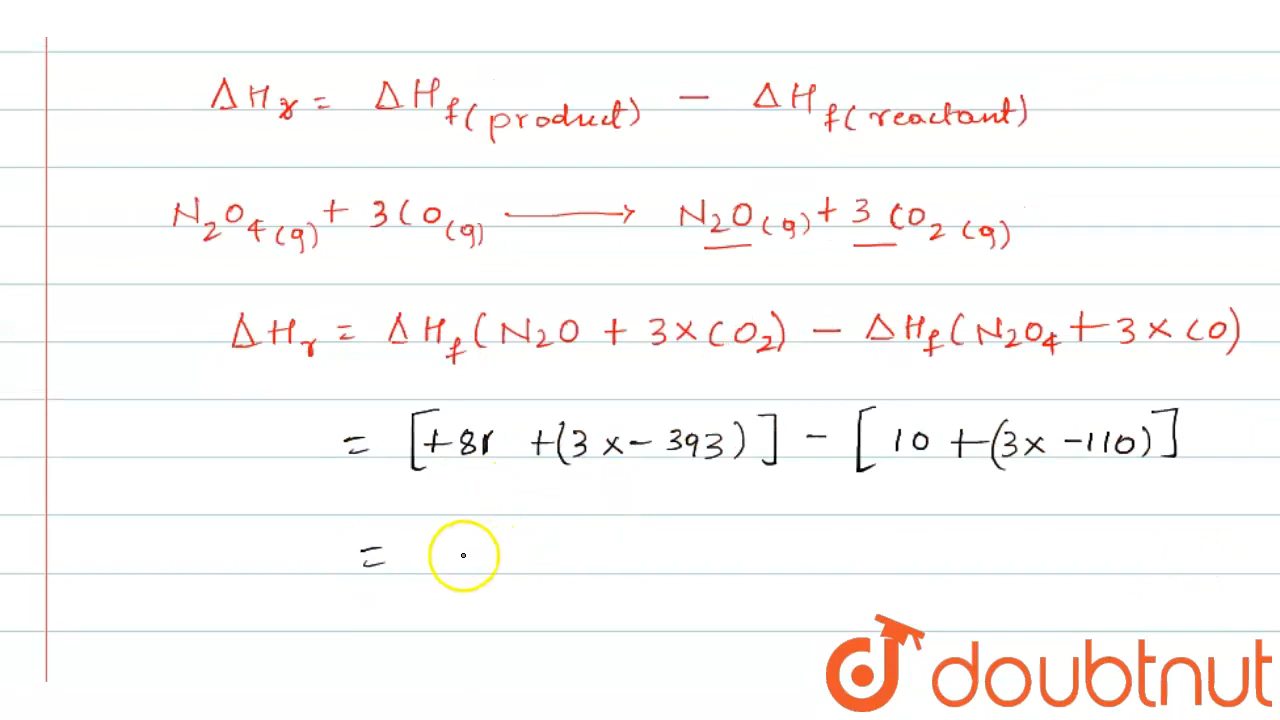 ΔHr = ΔHf(product) - ΔHf(reactant)
N2O4(g) + 3CO(g) ⟶ N2O(g) + 3CO2(g)
ΔHr = ΔHf(N2O + 3×CO2) - ΔHf(N2O4 + 3×CO)
= [+81 +(3×-393)] - [10 +(3×-110)]
=
doubtnut